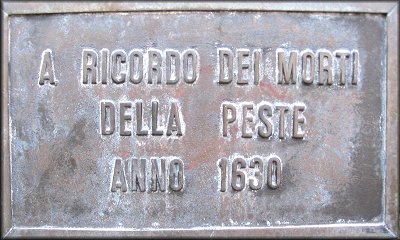 A RICORDO DEI MORTI
DELLA PESTE
ANNO 1630